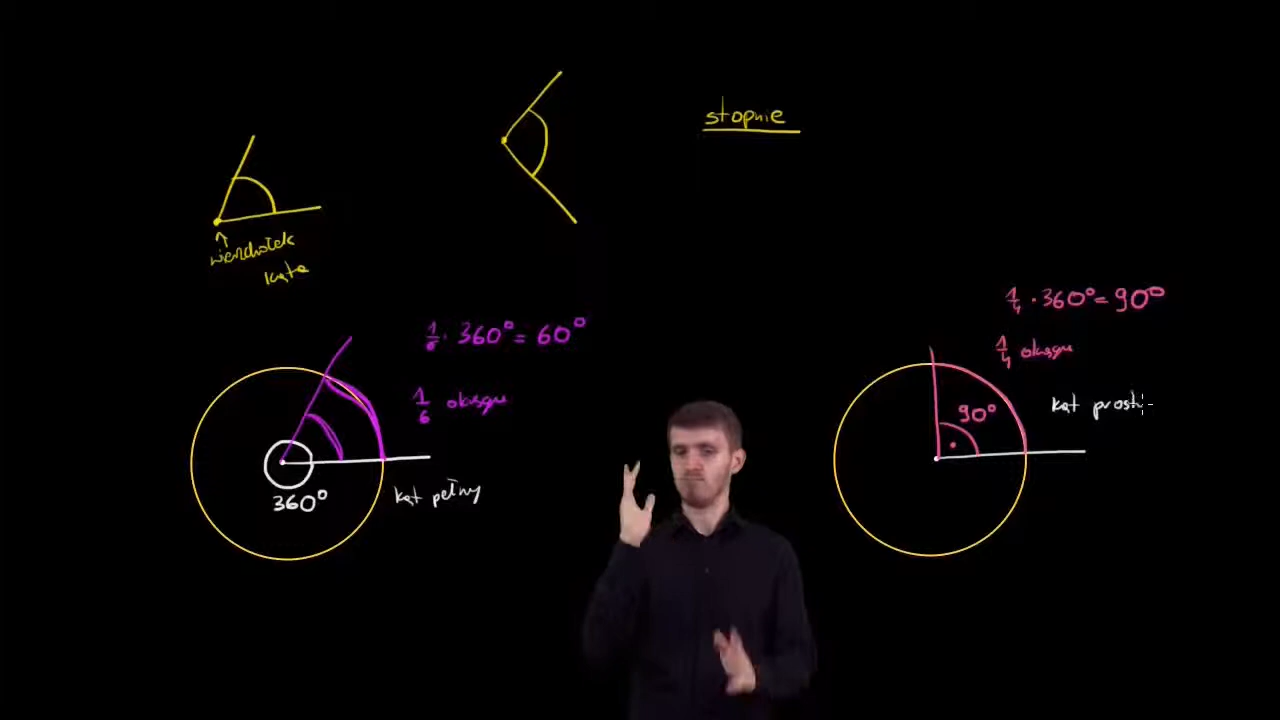 stopnie
wierzchołek
kąta
1/6 · 360° = 60°
1/6 okręgu
360°
kąt pełny
1/4 · 360° = 90°
1/4 okręgu
90°
kąt prosty